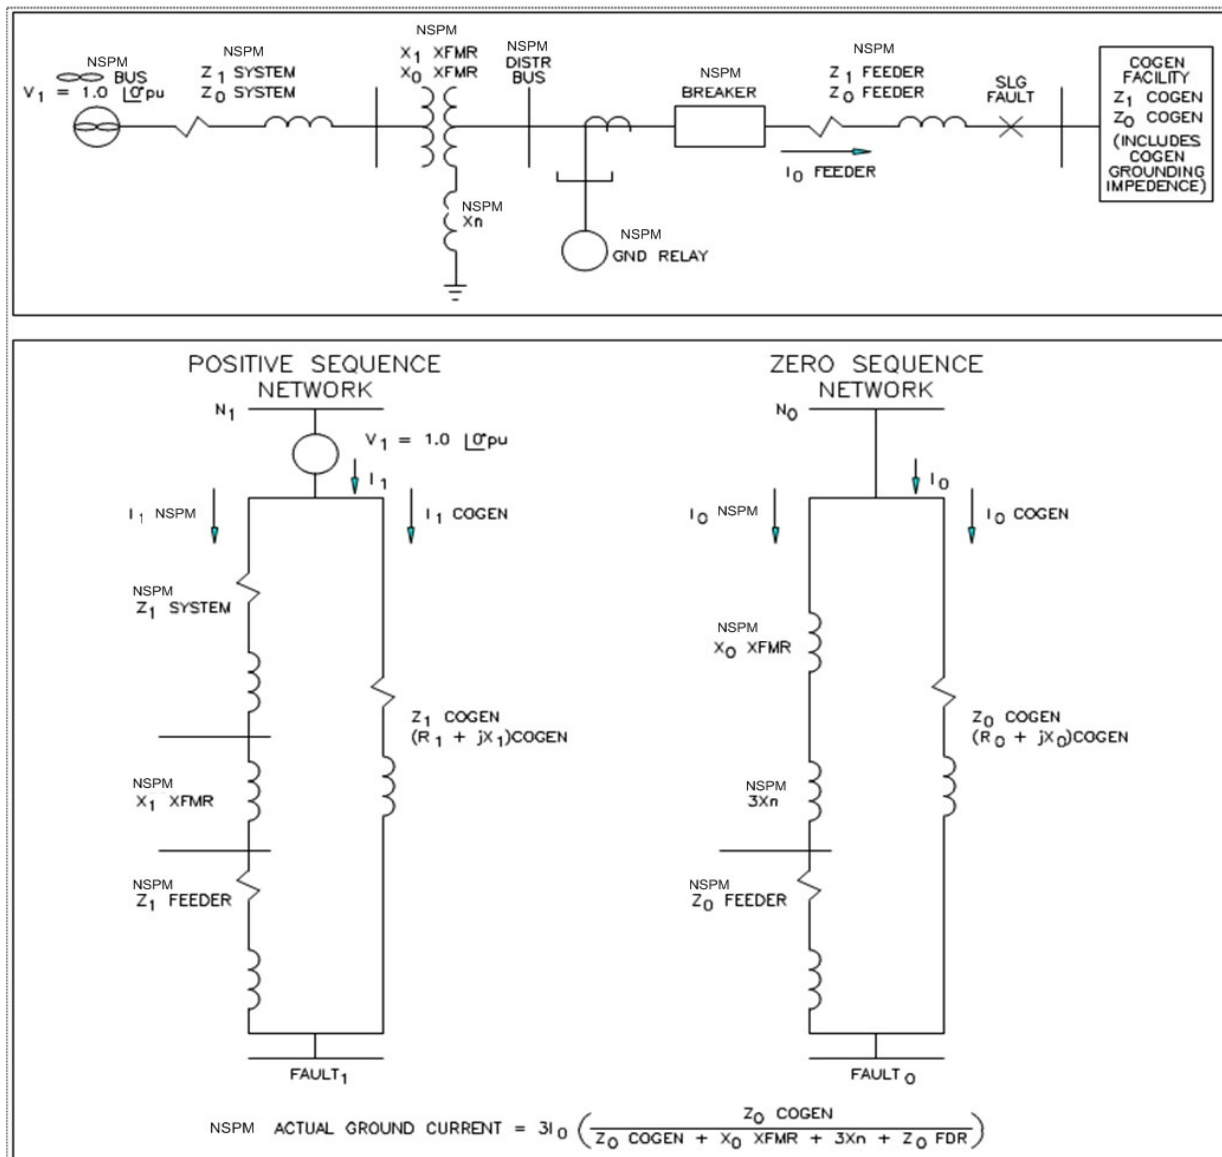 NSPM
∞ BUS
V1 = 1.0 ∠0° pu
NSPM
Z1 SYSTEM
Z0 SYSTEM
NSPM
X1 XFMR
X0 XFMR
NSPM
Xn
NSPM
DISTR
BUS
NSPM
GND RELAY
NSPM
BREAKER
I0 FEEDER
NSPM
Z1 FEEDER
Z0 FEEDER
SLG
FAULT
COGEN
FACILITY
Z1 COGEN
Z0 COGEN
(INCLUDES
COGEN
GROUNDING
IMPEDENCE)
POSITIVE SEQUENCE
NETWORK
N1
V1 = 1.0 ∠0° pu
I1
I1 NSPM
I1 COGEN
NSPM
Z1 SYSTEM
Z1 COGEN
(R1 + jX1)COGEN
NSPM
X1 XFMR
NSPM
Z1 FEEDER
FAULT1
ZERO SEQUENCE
NETWORK
N0
I0
I0 NSPM
I0 COGEN
NSPM
X0 XFMR
Z0 COGEN
(R0 + jX0)COGEN
NSPM
3Xn
NSPM
Z0 FEEDER
FAULT0
NSPM ACTUAL GROUND CURRENT = 3I0 (Z0 COGEN / Z0 COGEN + X0 XFMR + 3Xn + Z0 FDR)